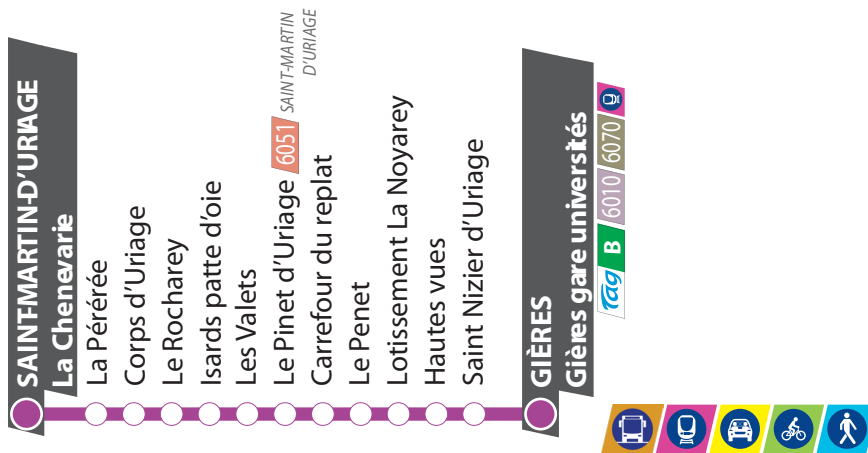 SAINT-MARTIN-D'URIAGE
La Chenevarie
La Pérérée
Corps d'Uriage
Le Rocharey
Isards patte d'oie
Les Valets
Le Pinet d'Uriage 6051 SAINT-MARTIN
D'URIAGE
Carrefour du replat
Le Penet
Lotissement La Noyarey
Hautes vues
Saint Nizier d'Uriage
GIÈRES
Gières gare universités
Tag B 6010 6070